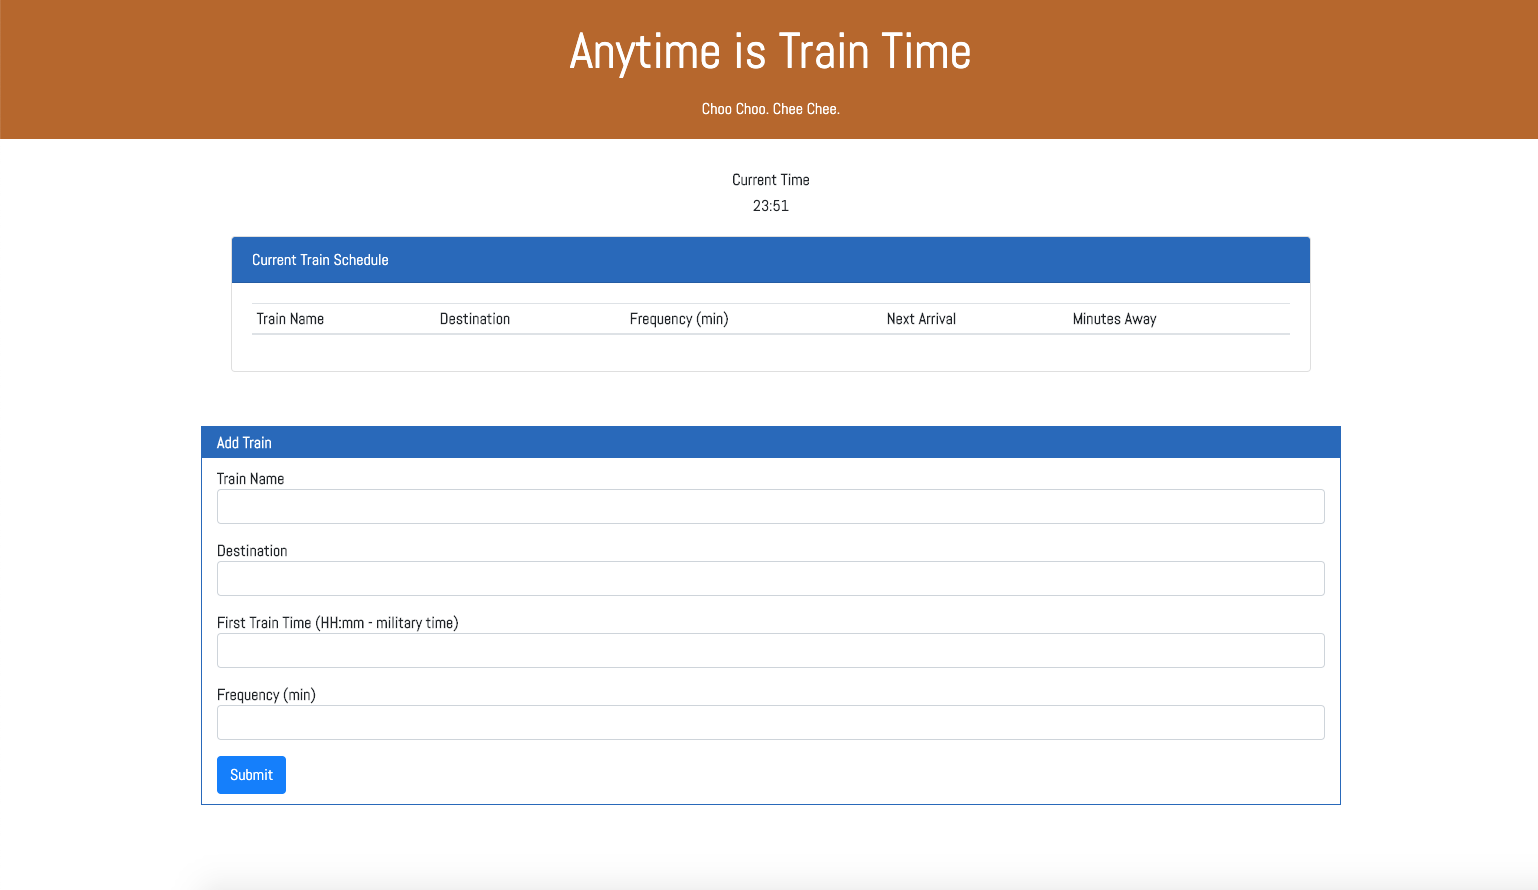 Anytime is Train Time
Choo Choo. Chee Chee.
Current Time
23:51
Current Train Schedule
Train Name Destination Frequency (min) Next Arrival Minutes Away
Add Train
Train Name
Destination
First Train Time (HH:mm - military time)
Frequency (min)
Submit